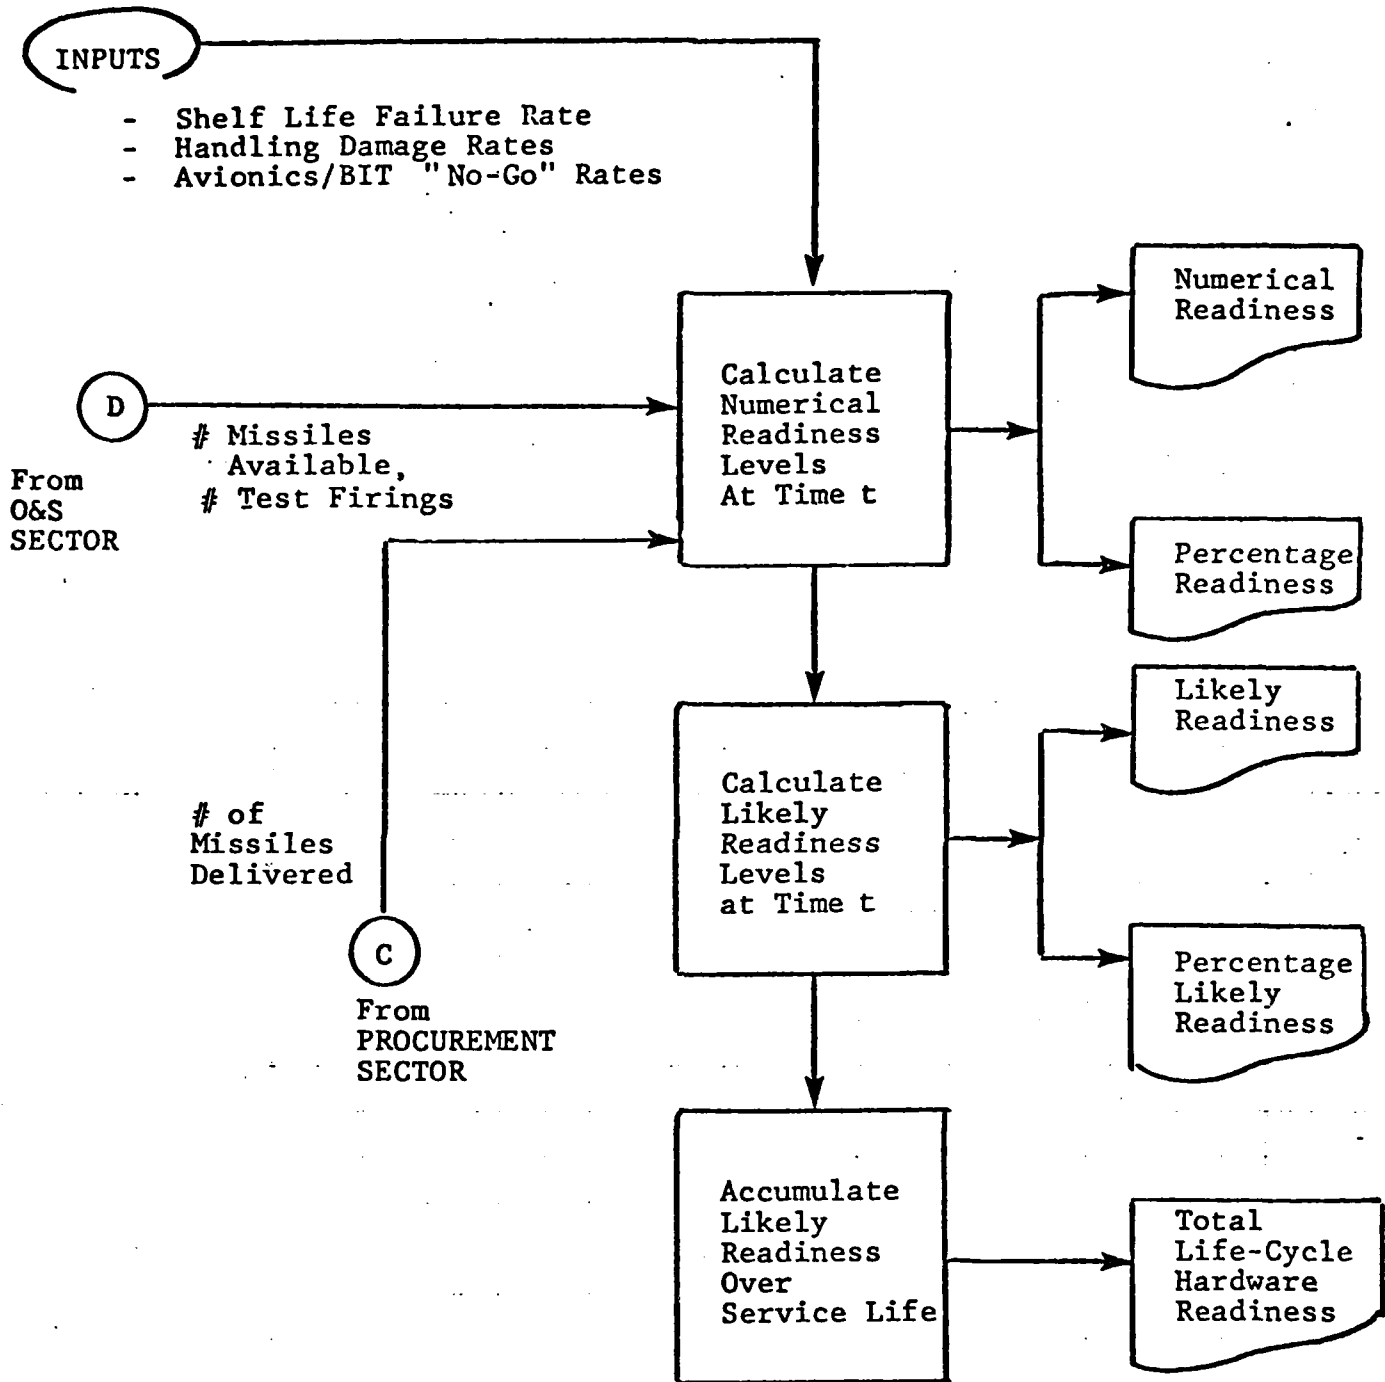 INPUTS
- Shelf Life Failure Rate
- Handling Damage Rates
- Avionics/BIT "No-Go" Rates
Calculate
Numerical
Readiness
Levels
At Time t
Numerical
Readiness
Percentage
Readiness
D
From
O&S
SECTOR
# Missiles
Available,
# Test Firings
# of
Missiles
Delivered
C
From
PROCUREMENT
SECTOR
Calculate
Likely
Readiness
Levels
at Time t
Likely
Readiness
Percentage
Likely
Readiness
Accumulate
Likely
Readiness
Over
Service Life
Total
Life-Cycle
Hardware
Readiness